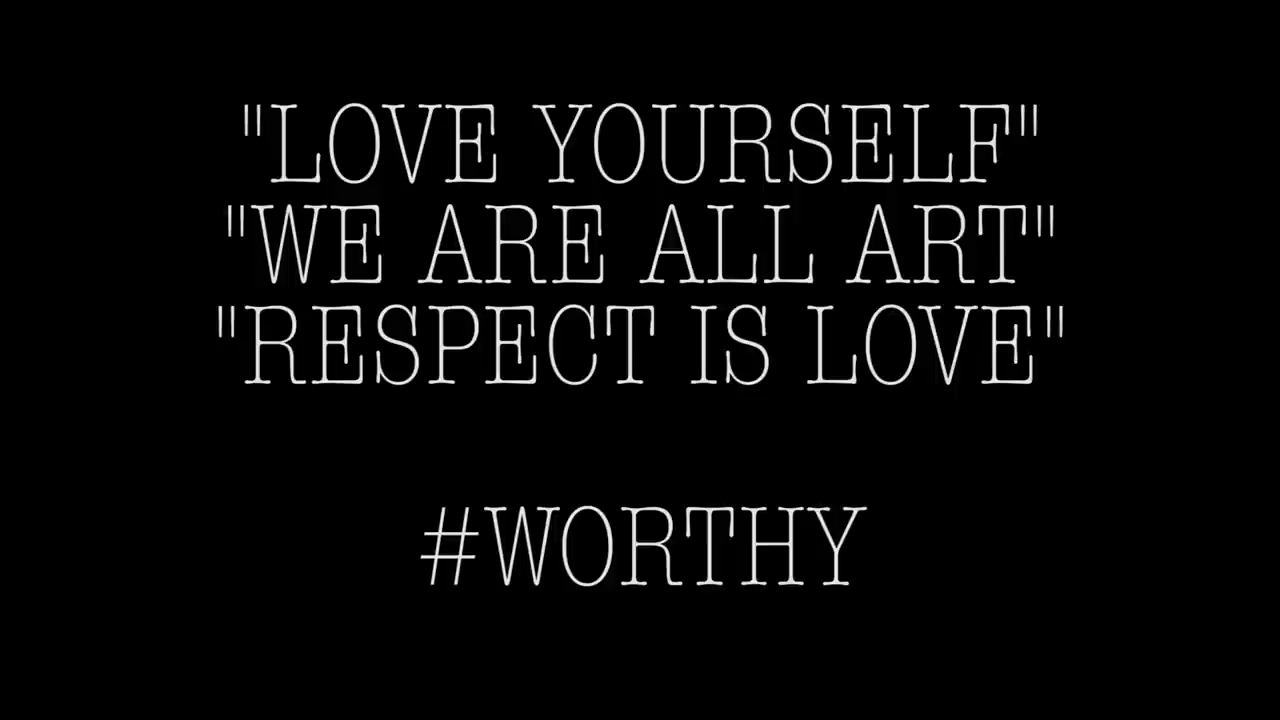 "LOVE YOURSELF"
"WE ARE ALL ART"
"RESPECT IS LOVE"
#WORTHY